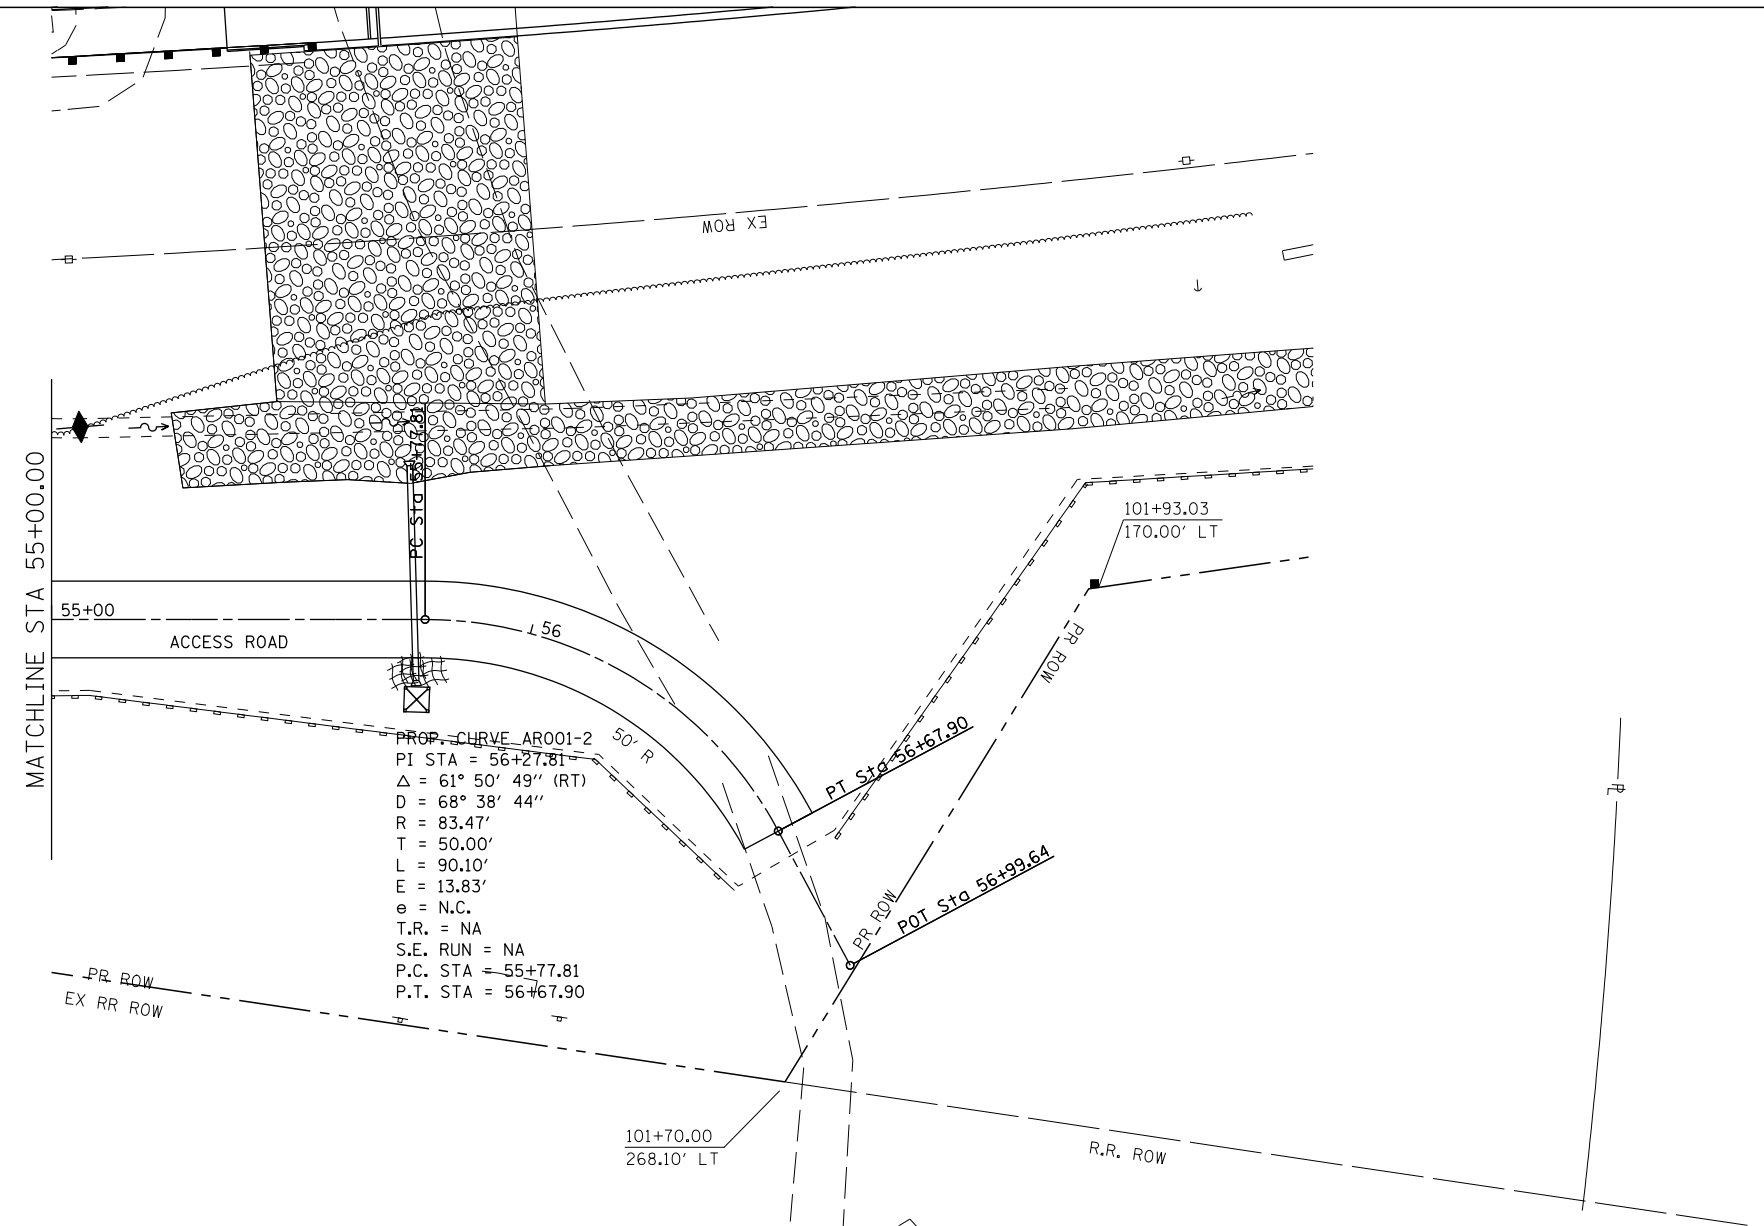 EX ROW
MATCHLINE STA 55+00.00
PC Sta 55+77.81
101+93.03
170.00' LT
55+00
ACCESS ROAD
56
PR ROW
50' R
PT Sta 56+67.90
PROP. CURVE AR001-2
PI STA = 56+27.81
Δ = 61° 50' 49'' (RT)
D = 68° 38' 44''
R = 83.47'
T = 50.00'
L = 90.10'
E = 13.83'
e = N.C.
T.R. = NA
S.E. RUN = NA
P.C. STA = 55+77.81
P.T. STA = 56+67.90
PL
PR ROW
POT Sta 56+99.64
PR ROW
EX RR ROW
101+70.00
268.10' LT
R.R. ROW